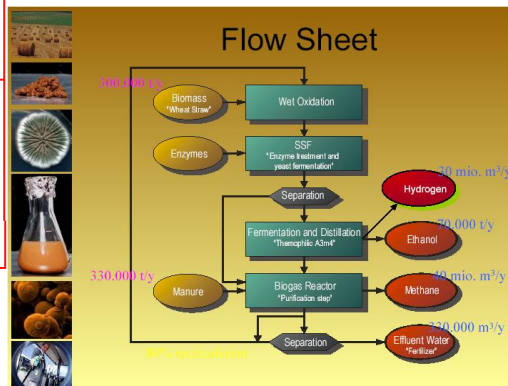 Flow Sheet
300.000 t/y
Biomass
"Wheat Straw"
Wet Oxidation
Enzymes
SSF
"Enzyme treatment and
yeast fermentation"
Separation
30 mio. m³/y
Hydrogen
Fermentation and Distillation
"Thermophilic A3m4"
70.000 t/y
Ethanol
330.000 t/y
Manure
Biogas Reactor
"Purification step"
40 mio. m³/y
Methane
Separation
330.000 m³/y
Effluent Water
"Fertilizer"